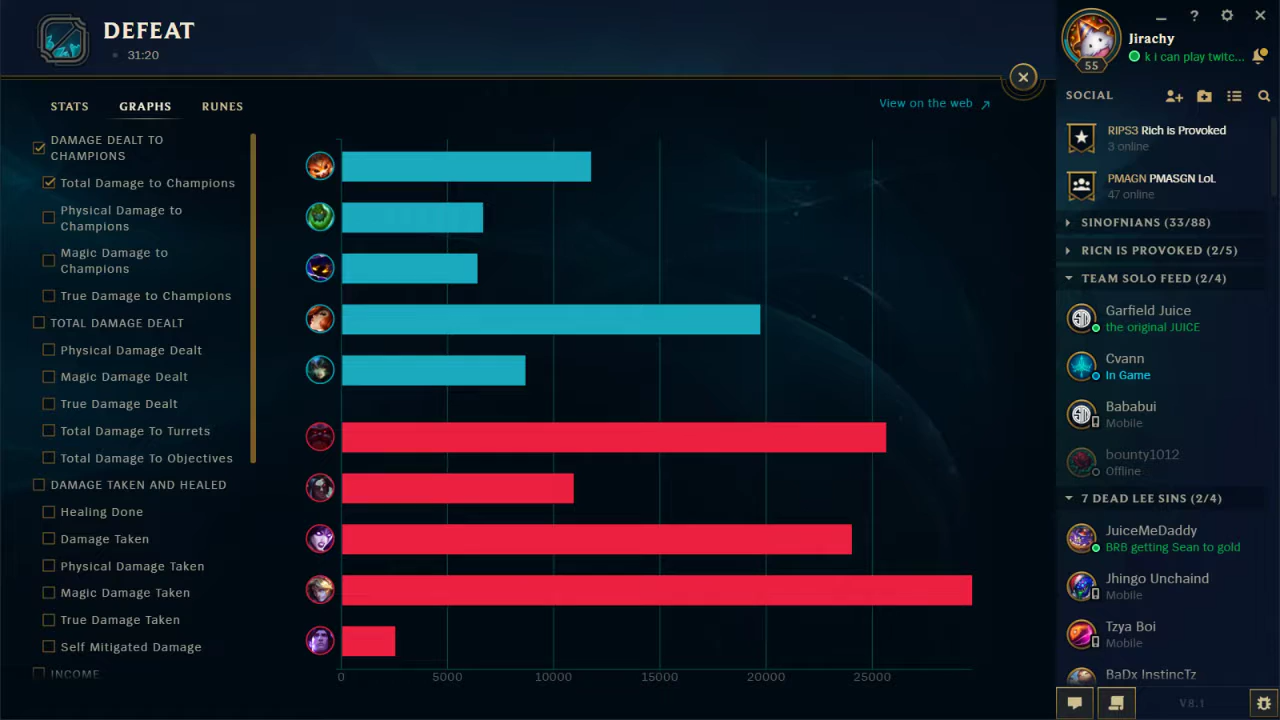 DEFEAT
31:20
STATS
GRAPHS
RUNES
View on the web
DAMAGE DEALT TO
CHAMPIONS
Total Damage to Champions
Physical Damage to
Champions
Magic Damage to
Champions
True Damage to Champions
TOTAL DAMAGE DEALT
Physical Damage Dealt
Magic Damage Dealt
True Damage Dealt
Total Damage To Turrets
Total Damage To Objectives
DAMAGE TAKEN AND HEALED
Healing Done
Damage Taken
Physical Damage Taken
Magic Damage Taken
True Damage Taken
Self Mitigated Damage
INCOME
0
5000
10000
15000
20000
25000
55
Jirachy
k i can play twitc...
SOCIAL
RIPS3 Rich is Provoked
3 online
PMAGN PMASGN LoL
47 online
SINOFNIANS (33/88)
RICN IS PROVOKED (2/5)
TEAM SOLO FEED (2/4)
Garfield Juice
the original JUICE
Cvann
In Game
Bababui
Mobile
bounty1012
Offline
7 DEAD LEE SINS (2/4)
JuiceMeDaddy
BRB getting Sean to gold
Jhingo Unchaind
Mobile
Tzya Boi
Mobile
BaDx InstincTz
V8.1